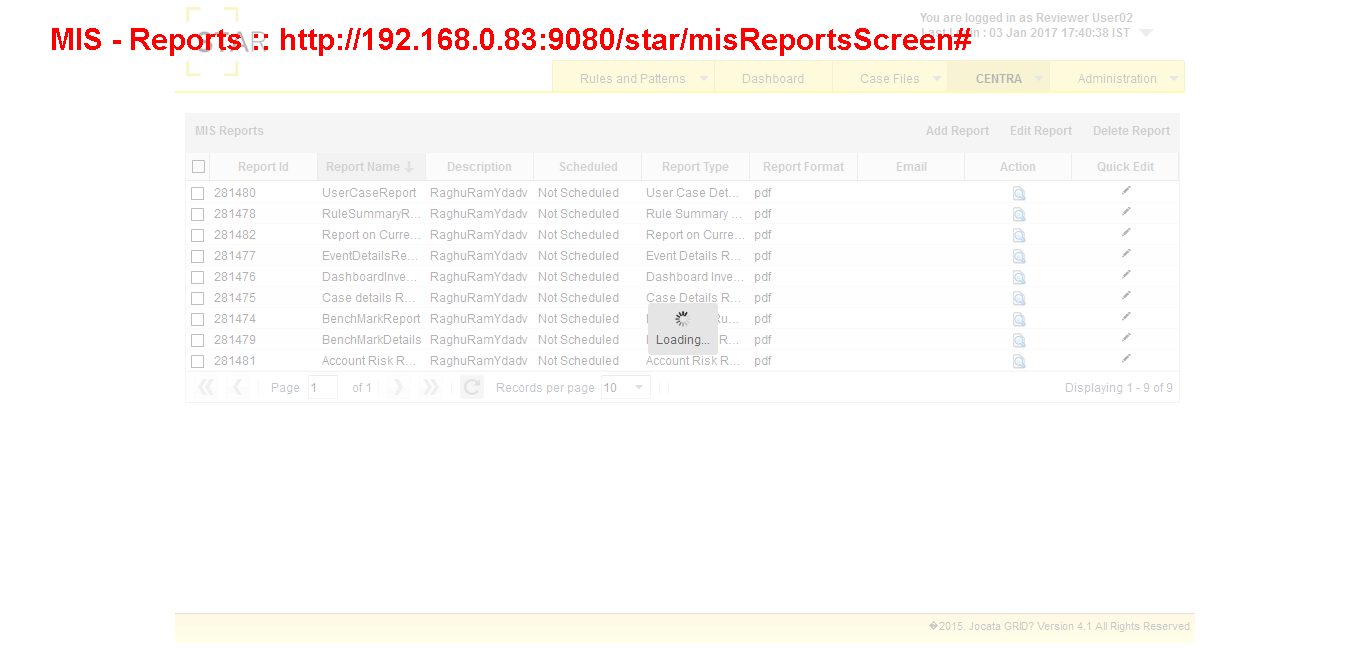 You are logged in as Reviewer User02
MIS - Reports :: http://192.168.0.83:9080/star/misReportsScreen#
STAR
Last Login : 03 Jan 2017 17:40:38 IST
Rules and Patterns Dashboard Case Files CENTRA Administration
MIS Reports Add Report Edit Report Delete Report
Report Id Report Name Description Scheduled Report Type Report Format Email Action Quick Edit
281480 UserCaseReport RaghuRamYdadv Not Scheduled User Case Det... pdf
281478 RuleSummaryR... RaghuRamYdadv Not Scheduled Rule Summary ... pdf
281482 Report on Curre... RaghuRamYdadv Not Scheduled Report on Curre... pdf
281477 EventDetailsRe... RaghuRamYdadv Not Scheduled Event Details R... pdf
281476 DashboardInve... RaghuRamYdadv Not Scheduled Dashboard Inve... pdf
281475 Case details R... RaghuRamYdadv Not Scheduled Case Details R... pdf
281474 BenchMarkReport RaghuRamYdadv Not Scheduled pdf
281479 BenchMarkDetails RaghuRamYdadv Not Scheduled R... pdf
Loading...
281481 Account Risk R... RaghuRamYdadv Not Scheduled Account Risk R... pdf
Page 1 of 1 Records per page 10 Displaying 1 - 9 of 9
�2015. Jocata GRID? Version 4.1 All Rights Reserved